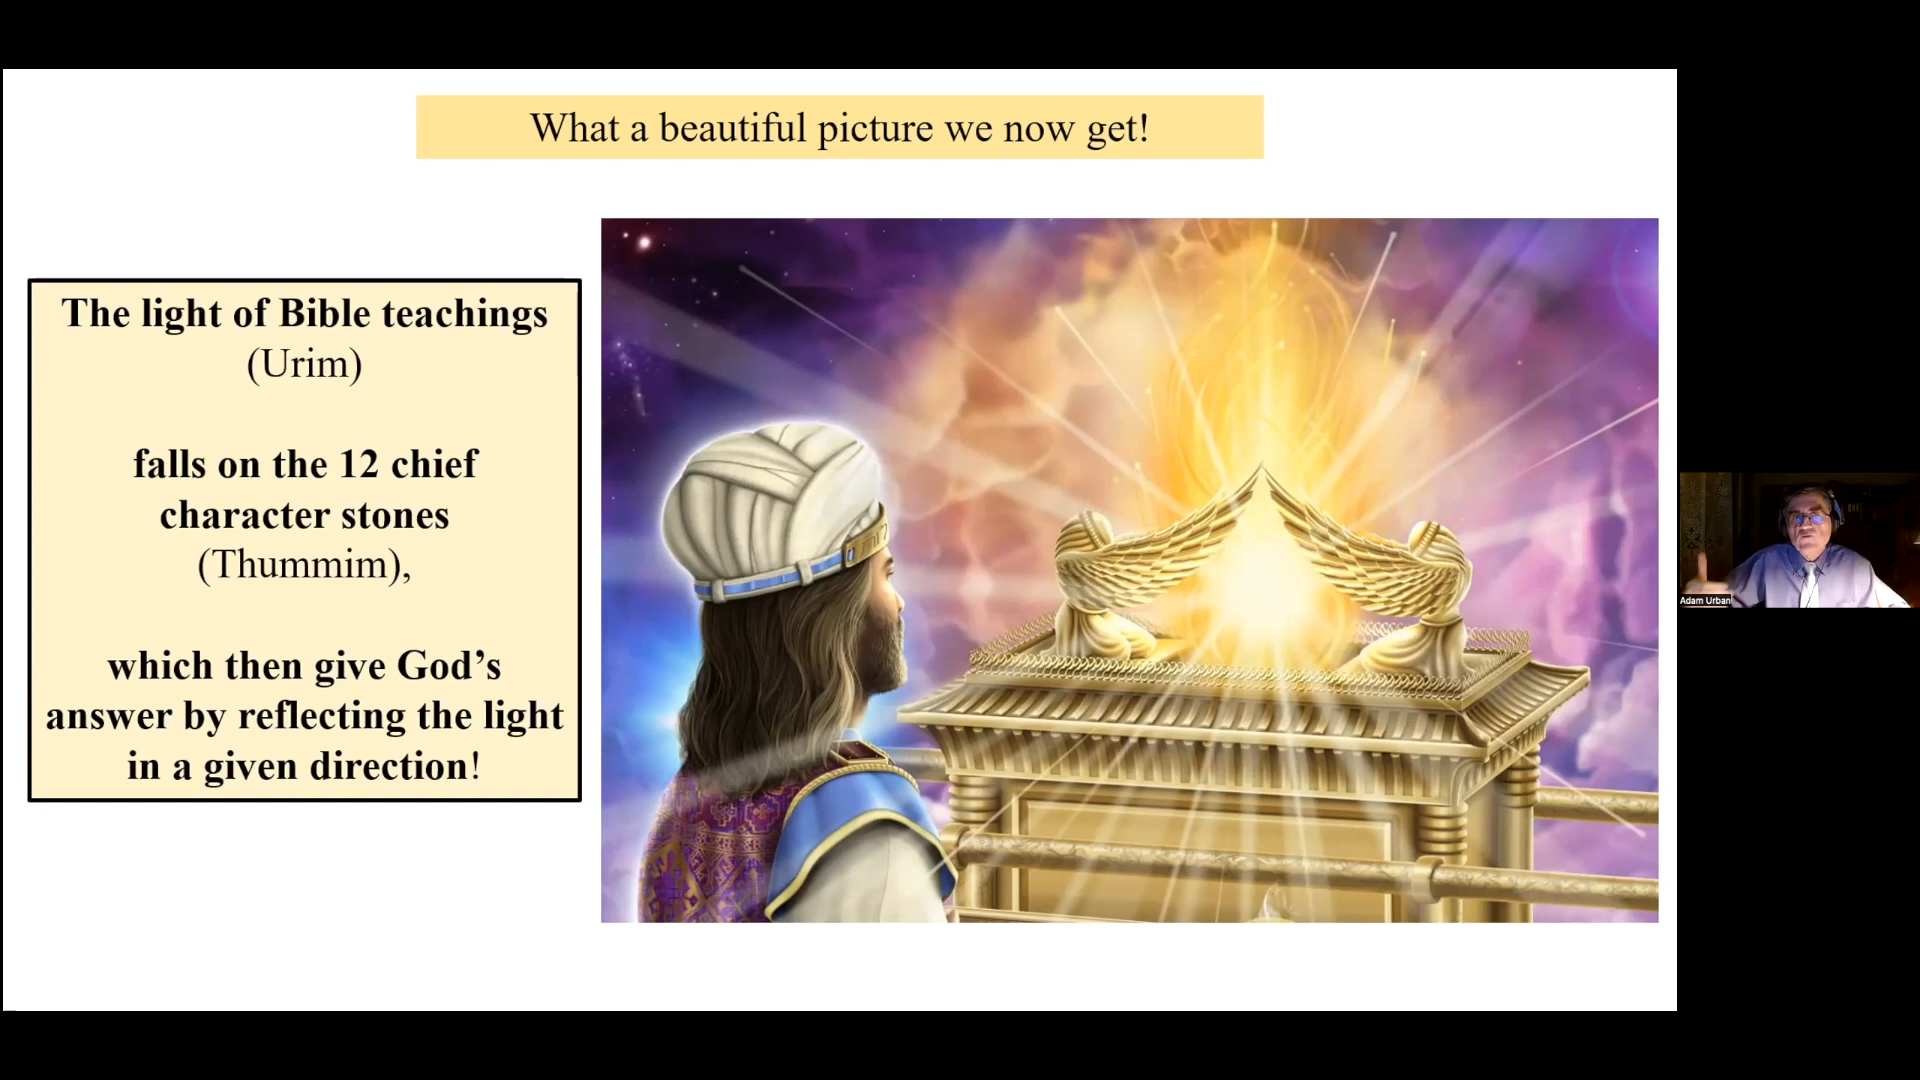 What a beautiful picture we now get!
The light of Bible teachings
(Urim)
falls on the 12 chief
character stones
(Thummim),
which then give God’s
answer by reflecting the light
in a given direction!
Adam Urban